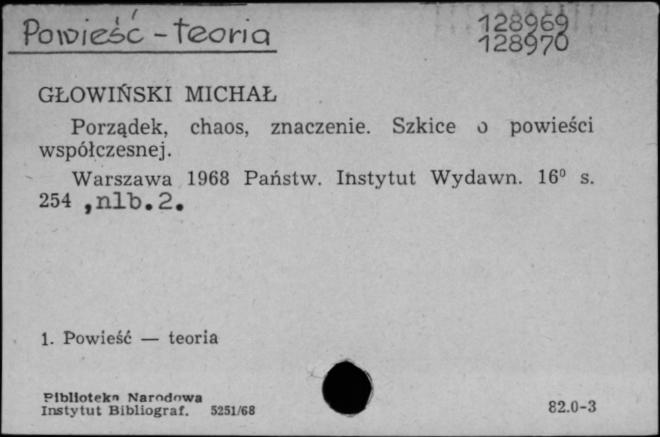 Powieść - teoria
128969
128970
GŁOWIŃSKI MICHAŁ
Porządek, chaos, znaczenie. Szkice o powieści
współczesnej.
Warszawa 1968 Państw. Instytut Wydawn. 16⁰ s.
254 ,nlb.2.
1. Powieść — teoria
Biblioteka Narodowa
Instytut Bibliograf. 5251/68
82.0-3